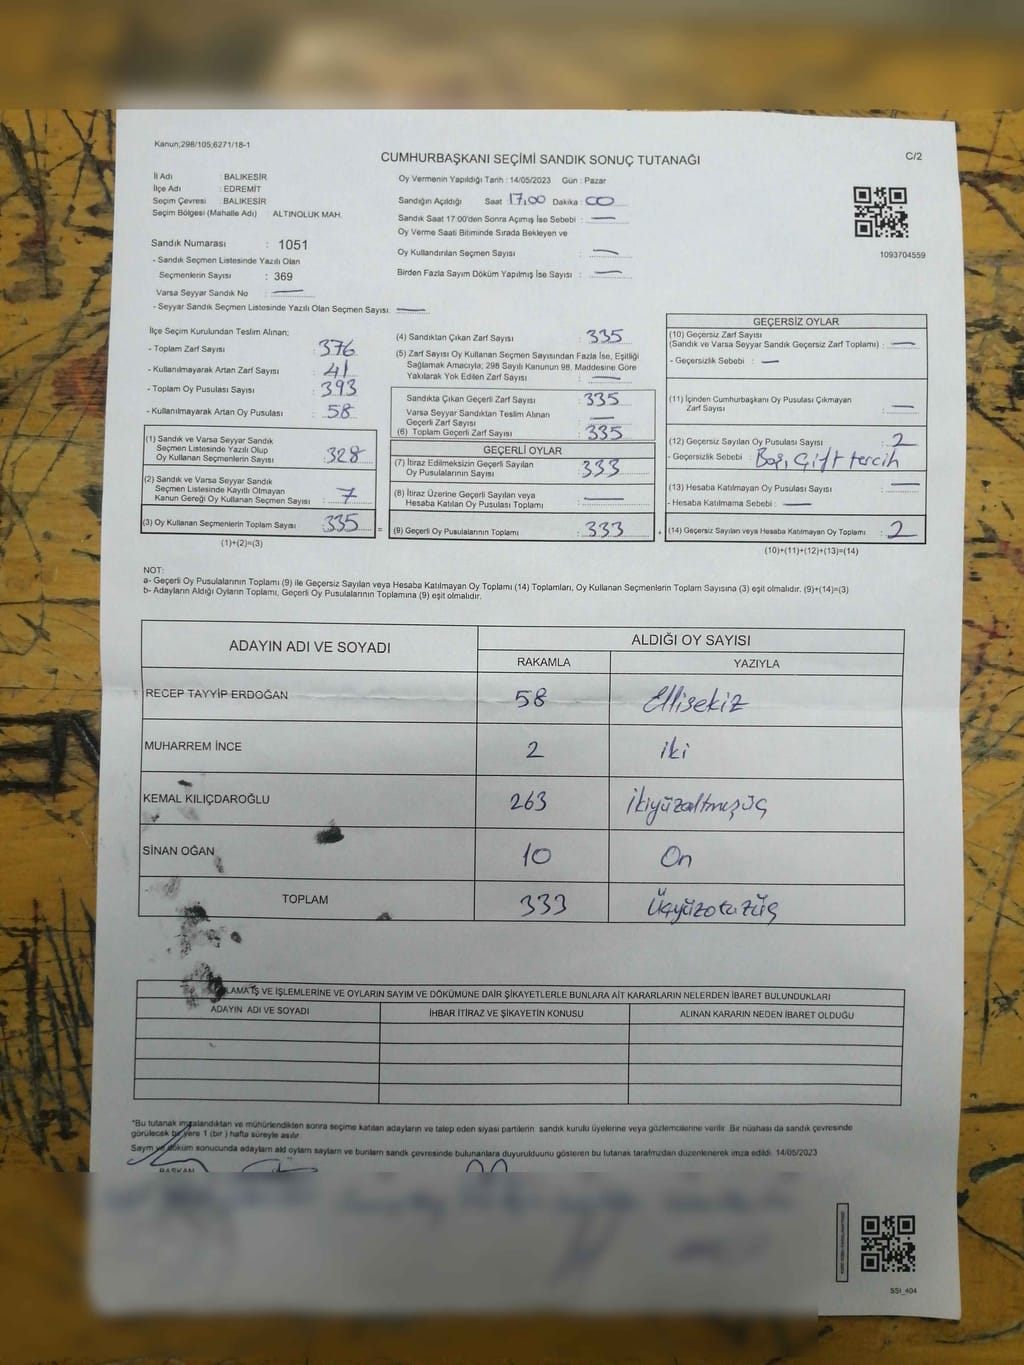 Kanun,298/105;6271/18-1
CUMHURBAŞKANI SEÇİMİ SANDIK SONUÇ TUTANAĞI
C/2
İl Adı : BALIKESİR
İlçe Adı : EDREMİT
Seçim Çevresi : BALIKESİR
Seçim Bölgesi (Mahalle Adı) : ALTINOLUK MAH.
Sandık Numarası : 1051
- Sandık Seçmen Listesinde Yazılı Olan
Seçmenlerin Sayısı : 369
Varsa Seyyar Sandık No : —
- Seyyar Sandık Seçmen Listesinde Yazılı Olan Seçmen Sayısı: —
Oy Vermenin Yapıldığı Tarih : 14/05/2023 Gün : Pazar
Sandığın Açıldığı Saat 17,00 Dakika : 00
Sandık Saat 17:00'den Sonra Açımış İse Sebebi : —
Oy Verme Saati Bitiminde Sırada Bekleyen ve
Oy Kullandırılan Seçmen Sayısı : —
Birden Fazla Sayım Döküm Yapılmış İse Sayısı : —
1093704559
İlçe Seçim Kurulundan Teslim Alınan;
- Toplam Zarf Sayısı : 376
- Kullanılmayarak Artan Zarf Sayısı : 41
- Toplam Oy Pusulası Sayısı : 393
- Kullanılmayarak Artan Oy Pusulası : 58
(1) Sandık ve Varsa Seyyar Sandık
Seçmen Listesinde Yazılı Olup
Oy Kullanan Seçmenlerin Sayısı : 328
(2) Sandık ve Varsa Seyyar Sandık
Seçmen Listesinde Kayıtlı Olmayan
Kanun Gereği Oy Kullanan Seçmen Sayısı : 7
(3) Oy Kullanan Seçmenlerin Toplam Sayısı : 335
(1)+(2)=(3)
(4) Sandıktan Çıkan Zarf Sayısı : 335
(5) Zarf Sayısı Oy Kullanan Seçmen Sayısından Fazla İse, Eşitliği
Sağlamak Amacıyla; 298 Sayılı Kanunun 98. Maddesine Göre
Yakılarak Yok Edilen Zarf Sayısı : —
Sandıkta Çıkan Geçerli Zarf Sayısı : 335
Varsa Seyyar Sandıktan Teslim Alınan
Geçerli Zarf Sayısı : —
(6) Toplam Geçerli Zarf Sayısı : 335
GEÇERLİ OYLAR
(7) İtiraz Edilmeksizin Geçerli Sayılan
Oy Pusulalarının Sayısı : 333
(8) İtiraz Üzerine Geçerli Sayılan veya
Hesaba Katılan Oy Pusulası Toplamı : —
= (9) Geçerli Oy Pusulalarının Toplamı : 333 +
GEÇERSİZ OYLAR
(10) Geçersiz Zarf Sayısı
(Sandık ve Varsa Seyyar Sandık Geçersiz Zarf Toplamı) : —
- Geçersizlik Sebebi : —
(11) İçinden Cumhurbaşkanı Oy Pusulası Çıkmayan
Zarf Sayısı : —
(12) Geçersiz Sayılan Oy Pusulası Sayısı : 2
- Geçersizlik Sebebi : Boş, Çift tercih
(13) Hesaba Katılmayan Oy Pusulası Sayısı : —
- Hesaba Katılmama Sebebi : —
(14) Geçersiz Sayılan veya Hesaba Katılmayan Oy Toplamı : 2
(10)+(11)+(12)+(13)=(14)
NOT:
a- Geçerli Oy Pusulalarının Toplamı (9) ile Geçersiz Sayılan veya Hesaba Katılmayan Oy Toplamı (14) Toplamları, Oy Kullanan Seçmenlerin Toplam Sayısına (3) eşit olmalıdır. (9)+(14)=(3)
b- Adayların Aldığı Oyların Toplamı, Geçerli Oy Pusulalarının Toplamına (9) eşit olmalıdır.
ADAYIN ADI VE SOYADI ALDIĞI OY SAYISI
RAKAMLA YAZIYLA
RECEP TAYYİP ERDOĞAN 58 Ellisekiz
MUHARREM İNCE 2 iki
KEMAL KILIÇDAROĞLU 263 İkiyüzaltmışüç
SİNAN OĞAN 10 On
TOPLAM 333 Üçyüzotuzüç
İŞ VE İŞLEMLERİNE VE OYLARIN SAYIM VE DÖKÜMÜNE DAİR ŞİKAYETLERLE BUNLARA AİT KARARLARIN NELERDEN İBARET BULUNDUKLARI
ADAYIN ADI VE SOYADI İHBAR İTİRAZ VE ŞİKAYETİN KONUSU ALINAN KARARIN NEDEN İBARET OLDUĞU
*Bu tutanak imzalandıktan ve mühürlendikten sonra seçime katılan adayların ve talep eden siyasi partilerin sandık kurulu üyelerine veya gözlemcilerine verilir. Bir nüshası da sandık çevresinde
görülecek bir yere 1 (bir) hafta süreyle asılır.
Sayım ve döküm sonucunda adayların ald oyların sayların ve bunların sandık çevresinde bulunanlara duyurulduunu gösteren bu tutanak tarafmızdan düzenlenerek imza edildi. 14/05/2023
BAŞKAN
SSI_404